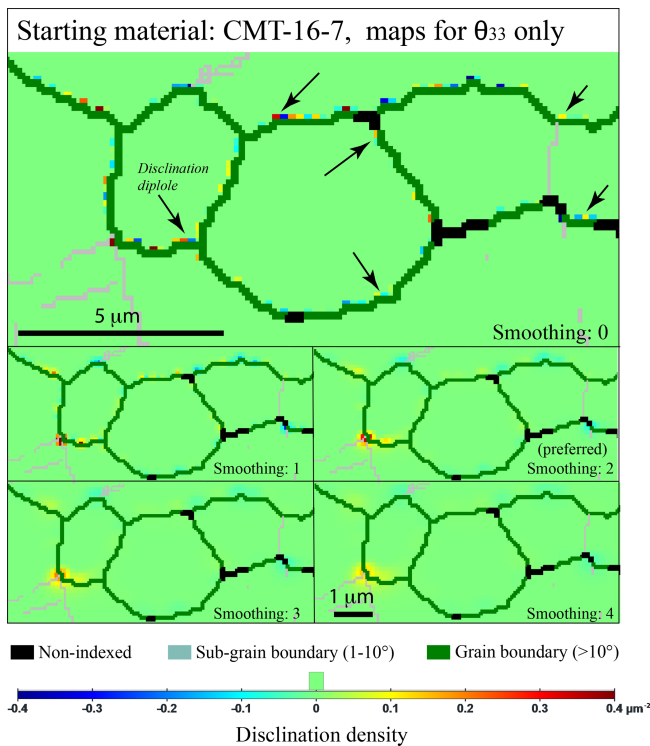 Starting material: CMT-16-7, maps for θ33 only
Disclination
diplole
5 μm
Smoothing: 0
Smoothing: 1
(preferred)
Smoothing: 2
Smoothing: 3
1 μm
Smoothing: 4
Non-indexed
Sub-grain boundary (1-10°)
Grain boundary (>10°)
-0.4 -0.3 -0.2 -0.1 0 0.1 0.2 0.3 0.4 μm-2
Disclination density